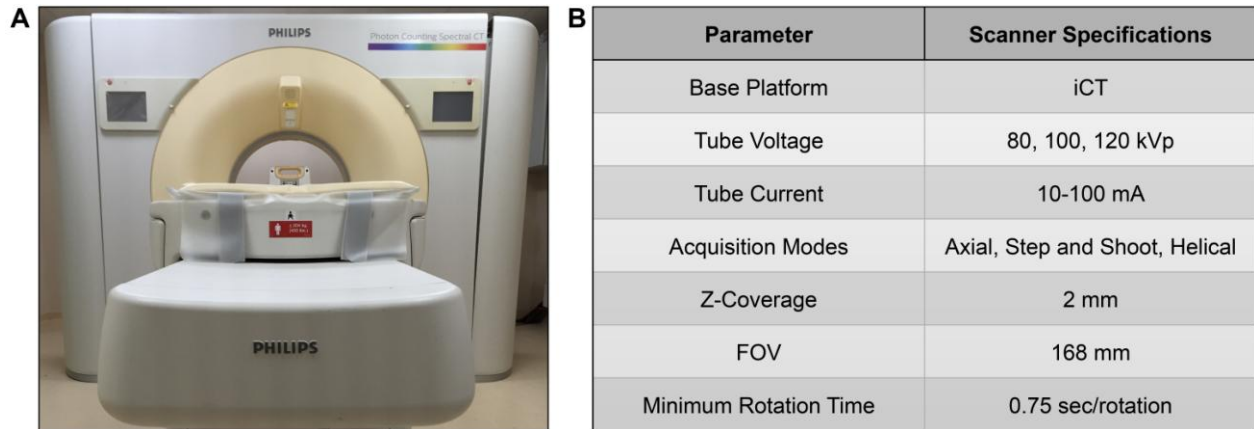 A
PHILIPS
Photon Counting Spectral CT
PHILIPS
B
Parameter Scanner Specifications
Base Platform iCT
Tube Voltage 80, 100, 120 kVp
Tube Current 10-100 mA
Acquisition Modes Axial, Step and Shoot, Helical
Z-Coverage 2 mm
FOV 168 mm
Minimum Rotation Time 0.75 sec/rotation